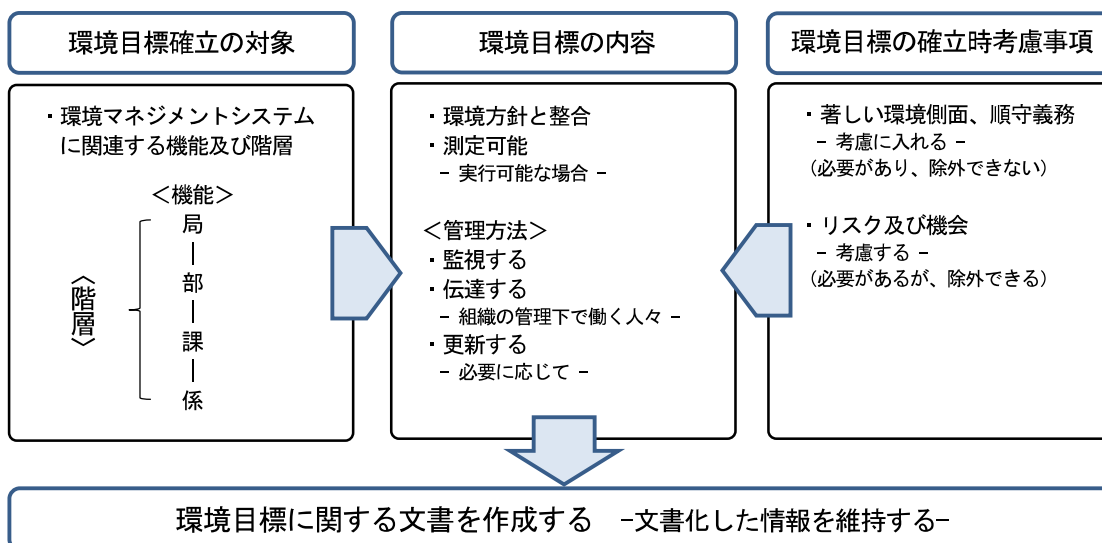 環境目標確立の対象
・環境マネジメントシステム
に関連する機能及び階層
<機能>
局
部
課
係
<階層>
環境目標の内容
・環境方針と整合
・測定可能
- 実行可能な場合 -
<管理方法>
・監視する
・伝達する
- 組織の管理下で働く人々 -
・更新する
- 必要に応じて -
環境目標の確立時考慮事項
・著しい環境側面、順守義務
- 考慮に入れる -
(必要があり、除外できない)
・リスク及び機会
- 考慮する -
(必要があるが、除外できる)
環境目標に関する文書を作成する -文書化した情報を維持する-